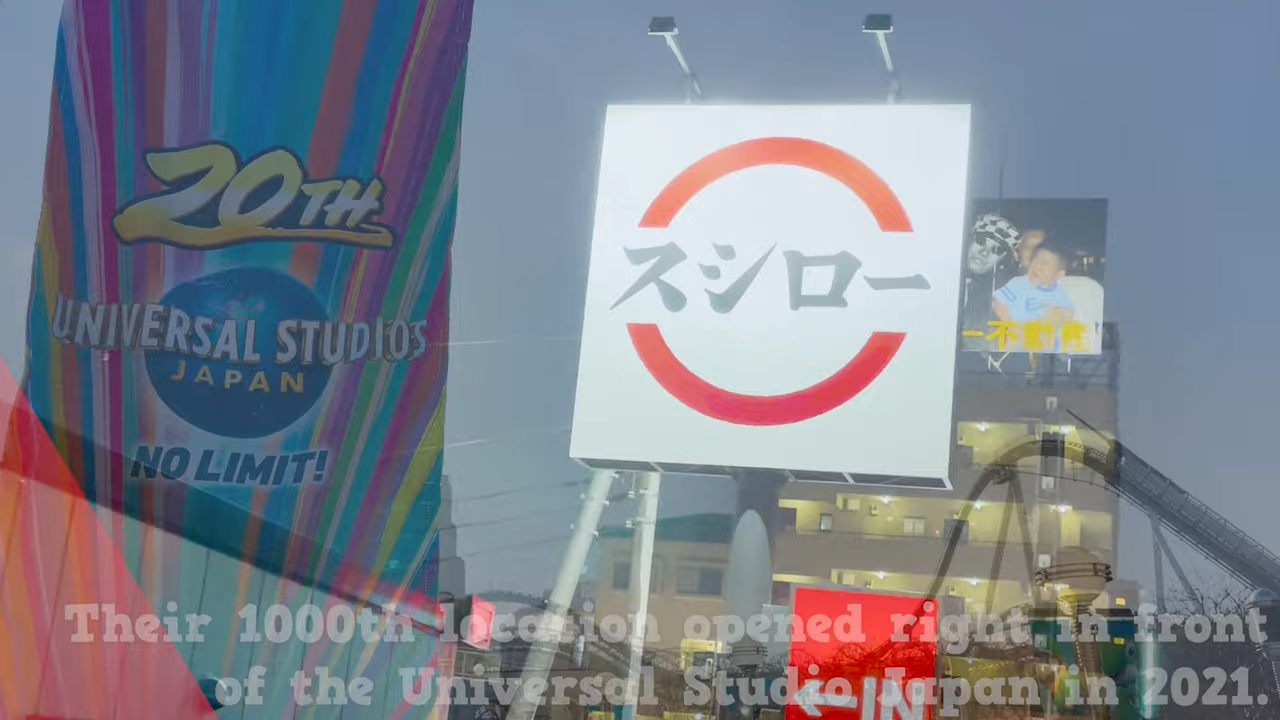 20TH
UNIVERSAL STUDIOS
JAPAN
NO LIMIT!
スシロー
一不動産
←IN
Their 1000th location opened right in front
of the Universal Studio Japan in 2021.